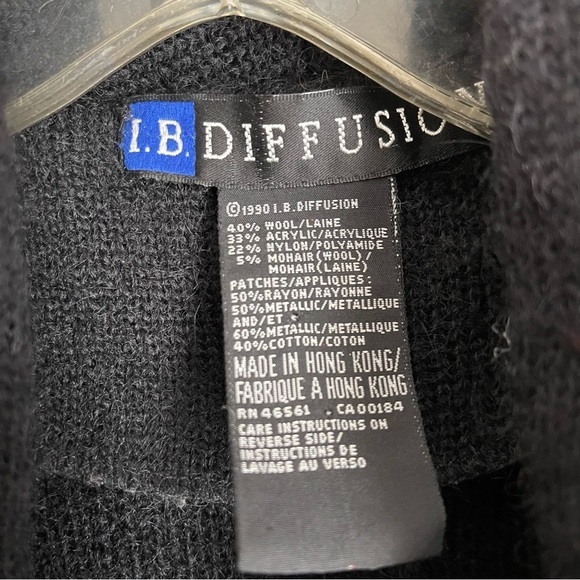 I.B. DIFFUSION
©1990 I.B.DIFFUSION
40% WOOL/LAINE
33% ACRYLIC/ACRYLIQUE
22% NYLON/POLYAMIDE
5% MOHAIR(WOOL)/
MOHAIR(LAINE)
PATCHES/APPLIQUES:
50%RAYON/RAYONNE
50%METALLIC/METALLIQUE
AND/ET
60%METALLIC/METALLIQUE
40%COTTON/COTON
MADE IN HONG KONG/
FABRIQUE A HONG KONG
RN 46561 CA00184
CARE INSTRUCTIONS ON
REVERSE SIDE/
INSTRUCTIONS DE
LAVAGE AU VERSO